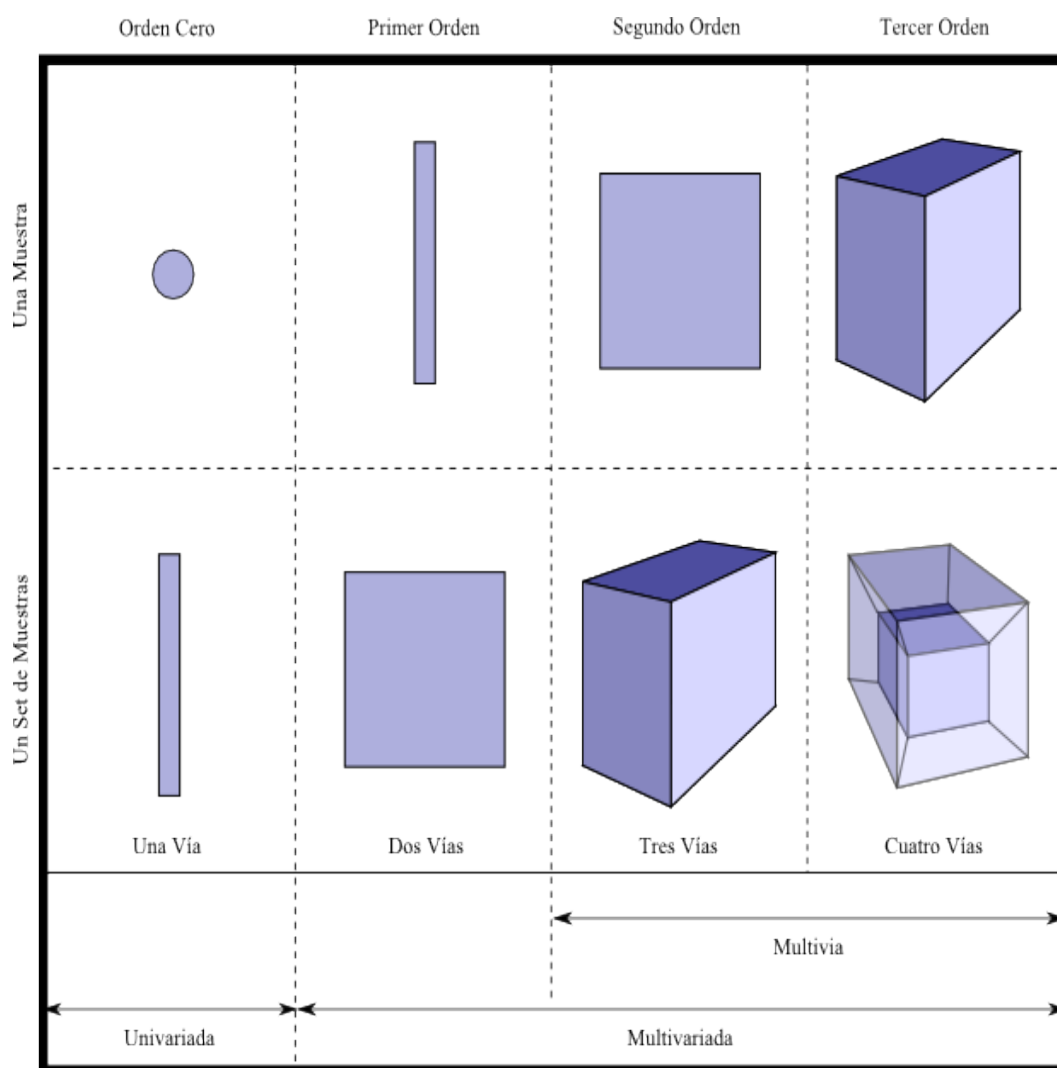 Orden Cero
Primer Orden
Segundo Orden
Tercer Orden
Una Muestra
Un Set de Muestras
Una Vía
Dos Vías
Tres Vías
Cuatro Vías
Multivia
Univariada
Multivariada